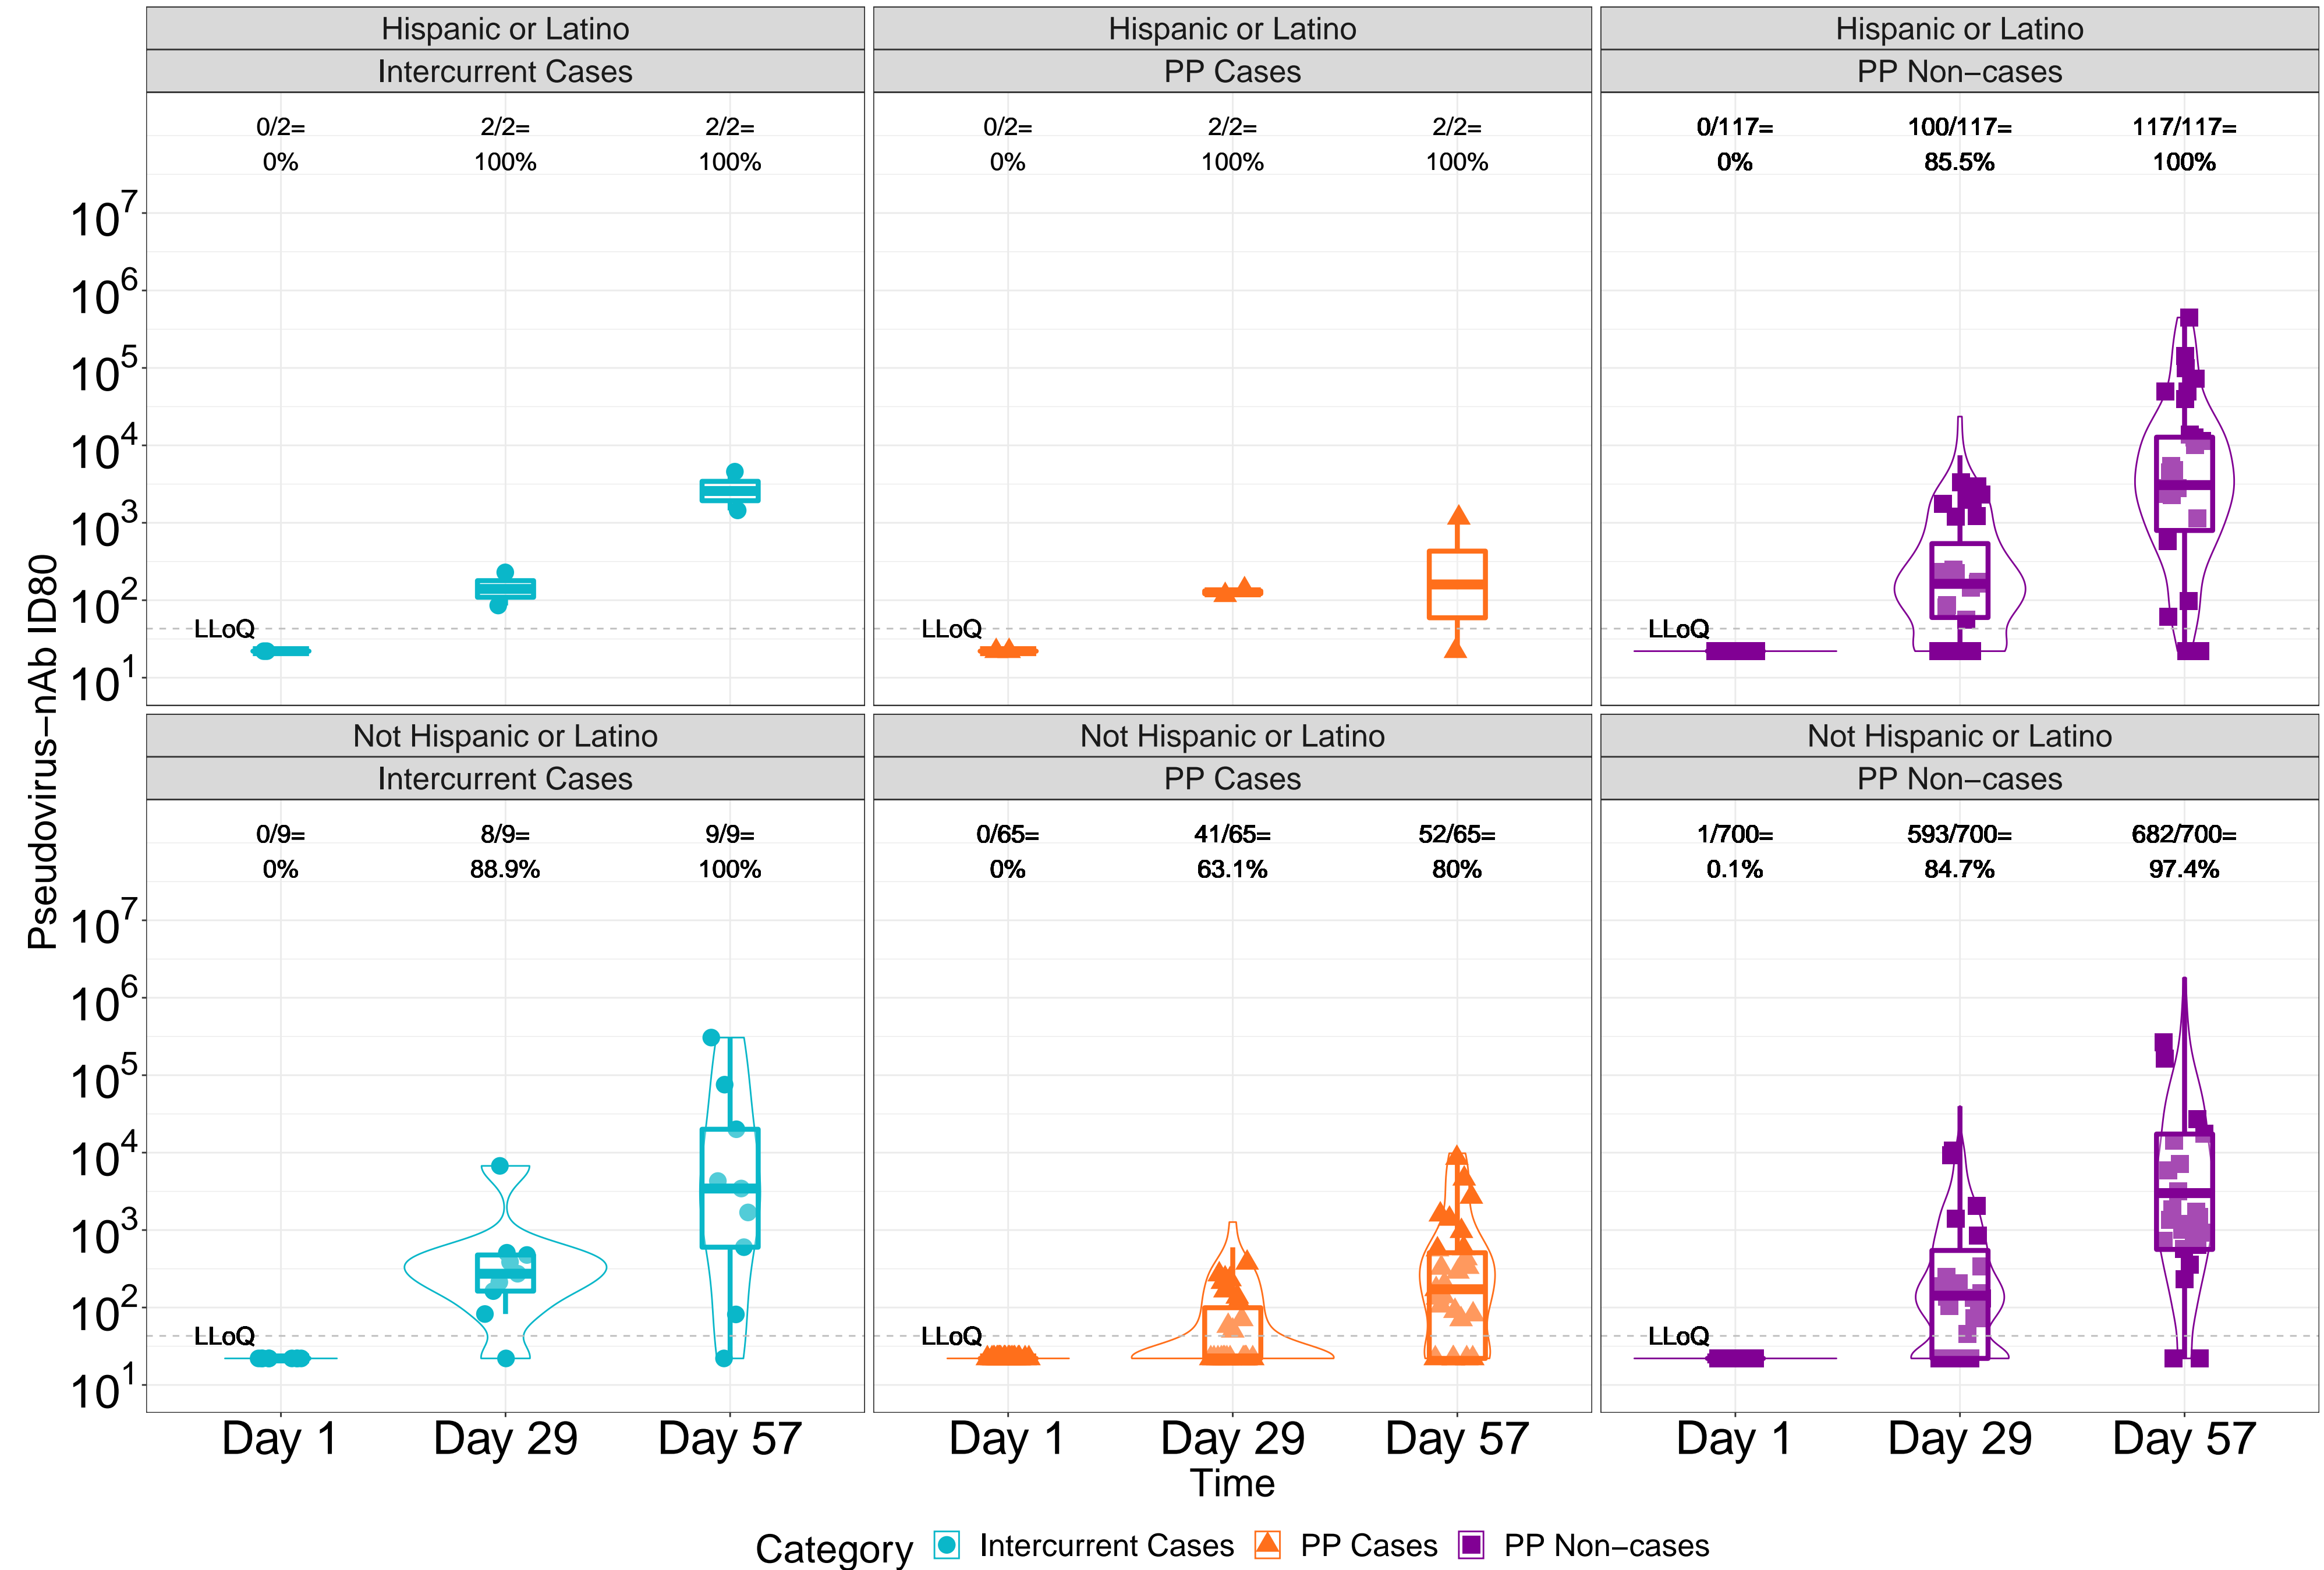 Hispanic or Latino
Intercurrent Cases
Hispanic or Latino
PP Cases
Hispanic or Latino
PP Non−cases
0/2= 2/2= 2/2=
0% 100% 100%
0/2= 2/2= 2/2=
0% 100% 100%
0/117= 100/117= 117/117=
0% 85.5% 100%
10^7
10^6
10^5
10^4
10^3
10^2
10^1
LLoQ
LLoQ
LLoQ
Pseudovirus−nAb ID80
Not Hispanic or Latino
Intercurrent Cases
Not Hispanic or Latino
PP Cases
Not Hispanic or Latino
PP Non−cases
0/9= 8/9= 9/9=
0% 88.9% 100%
0/65= 41/65= 52/65=
0% 63.1% 80%
1/700= 593/700= 682/700=
0.1% 84.7% 97.4%
10^7
10^6
10^5
10^4
10^3
10^2
10^1
LLoQ
LLoQ
LLoQ
Day 1 Day 29 Day 57
Day 1 Day 29 Day 57
Day 1 Day 29 Day 57
Time
Category Intercurrent Cases PP Cases PP Non−cases